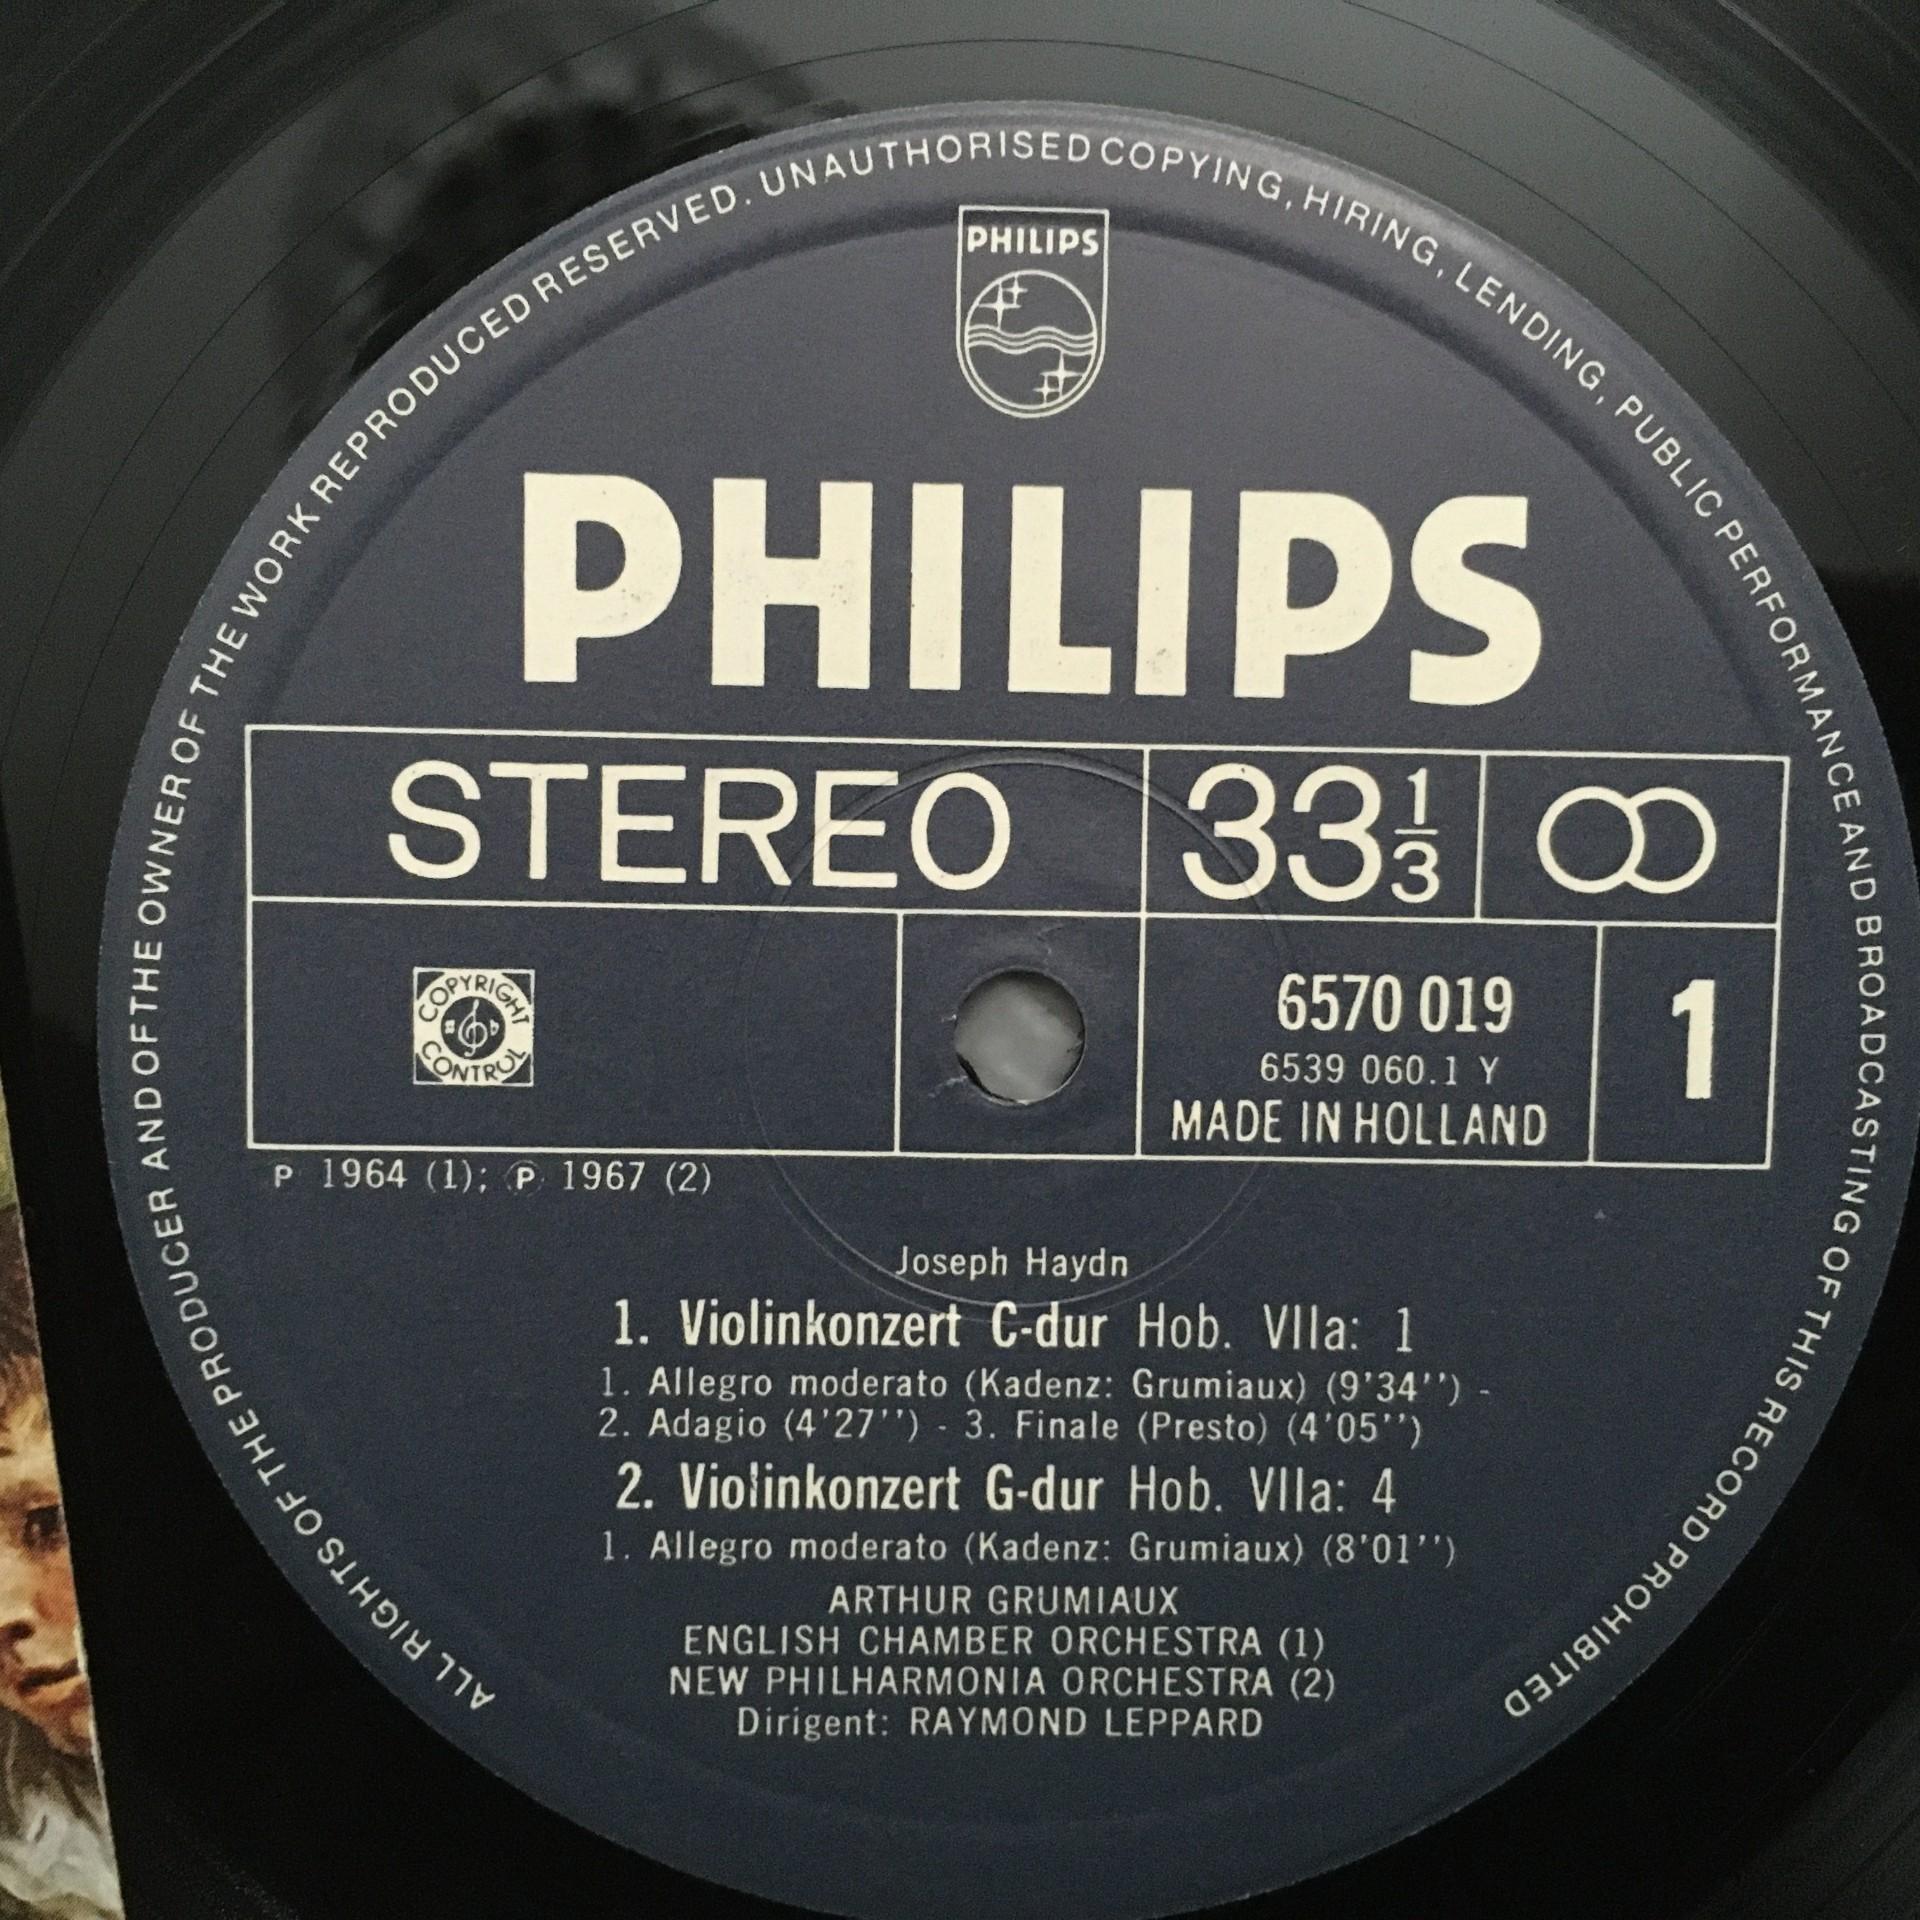 ALL RIGHTS OF THE PRODUCER AND OF THE OWNER OF THE WORK REPRODUCED RESERVED. UNAUTHORISED COPYING, HIRING, LENDING, PUBLIC PERFORMANCE AND BROADCASTING OF THIS RECORD PROHIBITED
PHILIPS
PHILIPS
STEREO 33 1/3
COPYRIGHT CONTROL
6570 019
6539 060.1 Y
MADE IN HOLLAND
1
P 1964 (1); ℗ 1967 (2)
Joseph Haydn
1. Violinkonzert C-dur Hob. VIIa: 1
1. Allegro moderato (Kadenz: Grumiaux) (9'34'') -
2. Adagio (4'27'') - 3. Finale (Presto) (4'05'')
2. Violinkonzert G-dur Hob. VIIa: 4
1. Allegro moderato (Kadenz: Grumiaux) (8'01'')
ARTHUR GRUMIAUX
ENGLISH CHAMBER ORCHESTRA (1)
NEW PHILHARMONIA ORCHESTRA (2)
Dirigent: RAYMOND LEPPARD